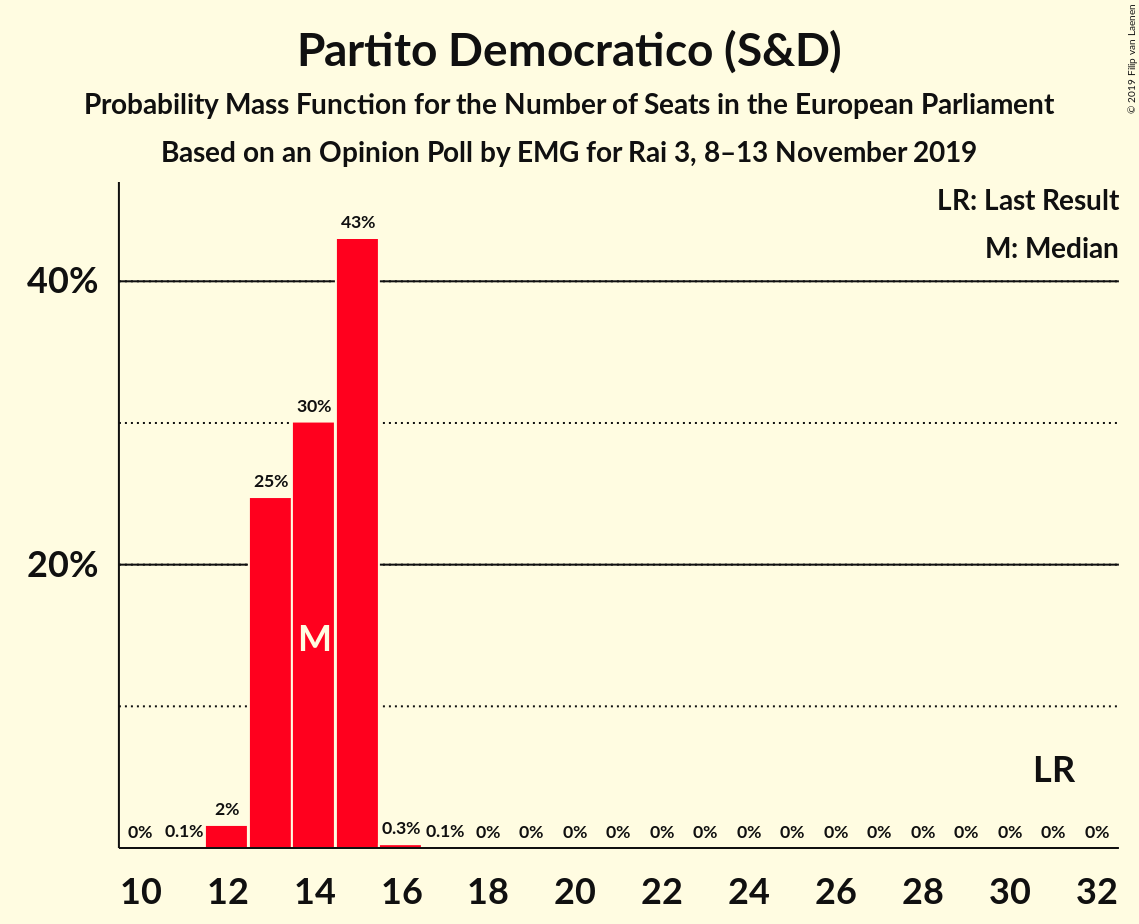 Partito Democratico (S&D)
Probability Mass Function for the Number of Seats in the European Parliament
Based on an Opinion Poll by EMG for Rai 3, 8–13 November 2019
© 2019 Filip van Laenen
LR: Last Result
M: Median
43%
40%
30%
25%
20%
M
LR
0% 0.1% 2% 0.3% 0.1% 0% 0% 0% 0% 0% 0% 0% 0% 0% 0% 0% 0% 0% 0% 0%
10 12 14 16 18 20 22 24 26 28 30 32